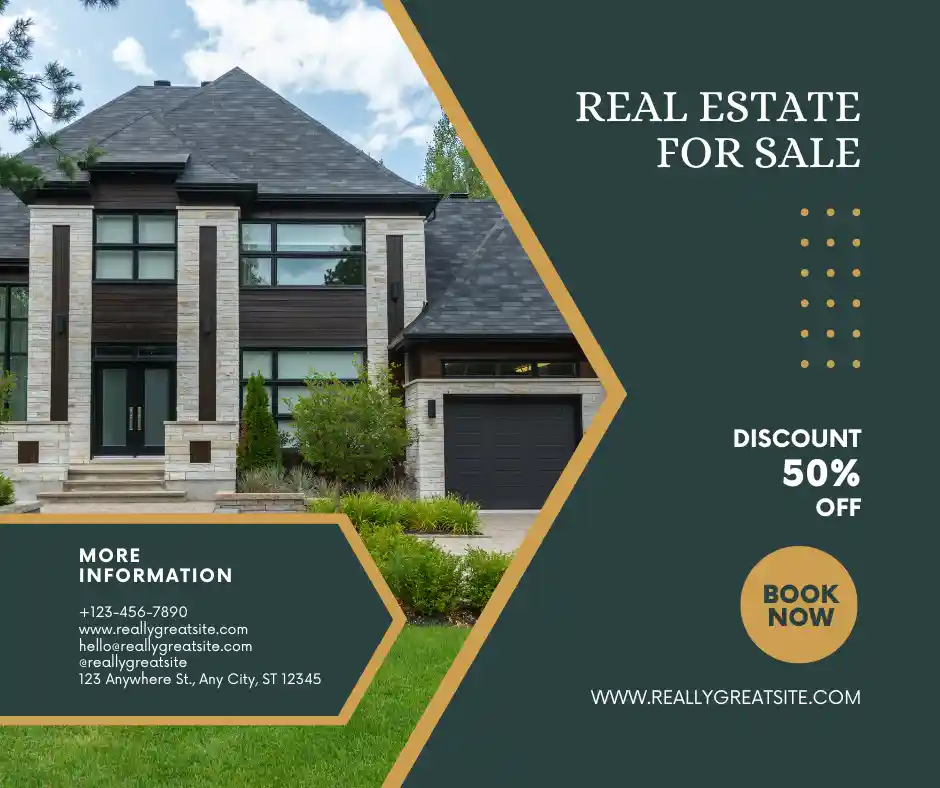 REAL ESTATE
FOR SALE
DISCOUNT
50%
OFF
BOOK
NOW
WWW.REALLYGREATSITE.COM
MORE
INFORMATION
+123-456-7890
www.reallygreatsite.com
hello@reallygreatsite.com
@reallygreatsite
123 Anywhere St., Any City, ST 12345